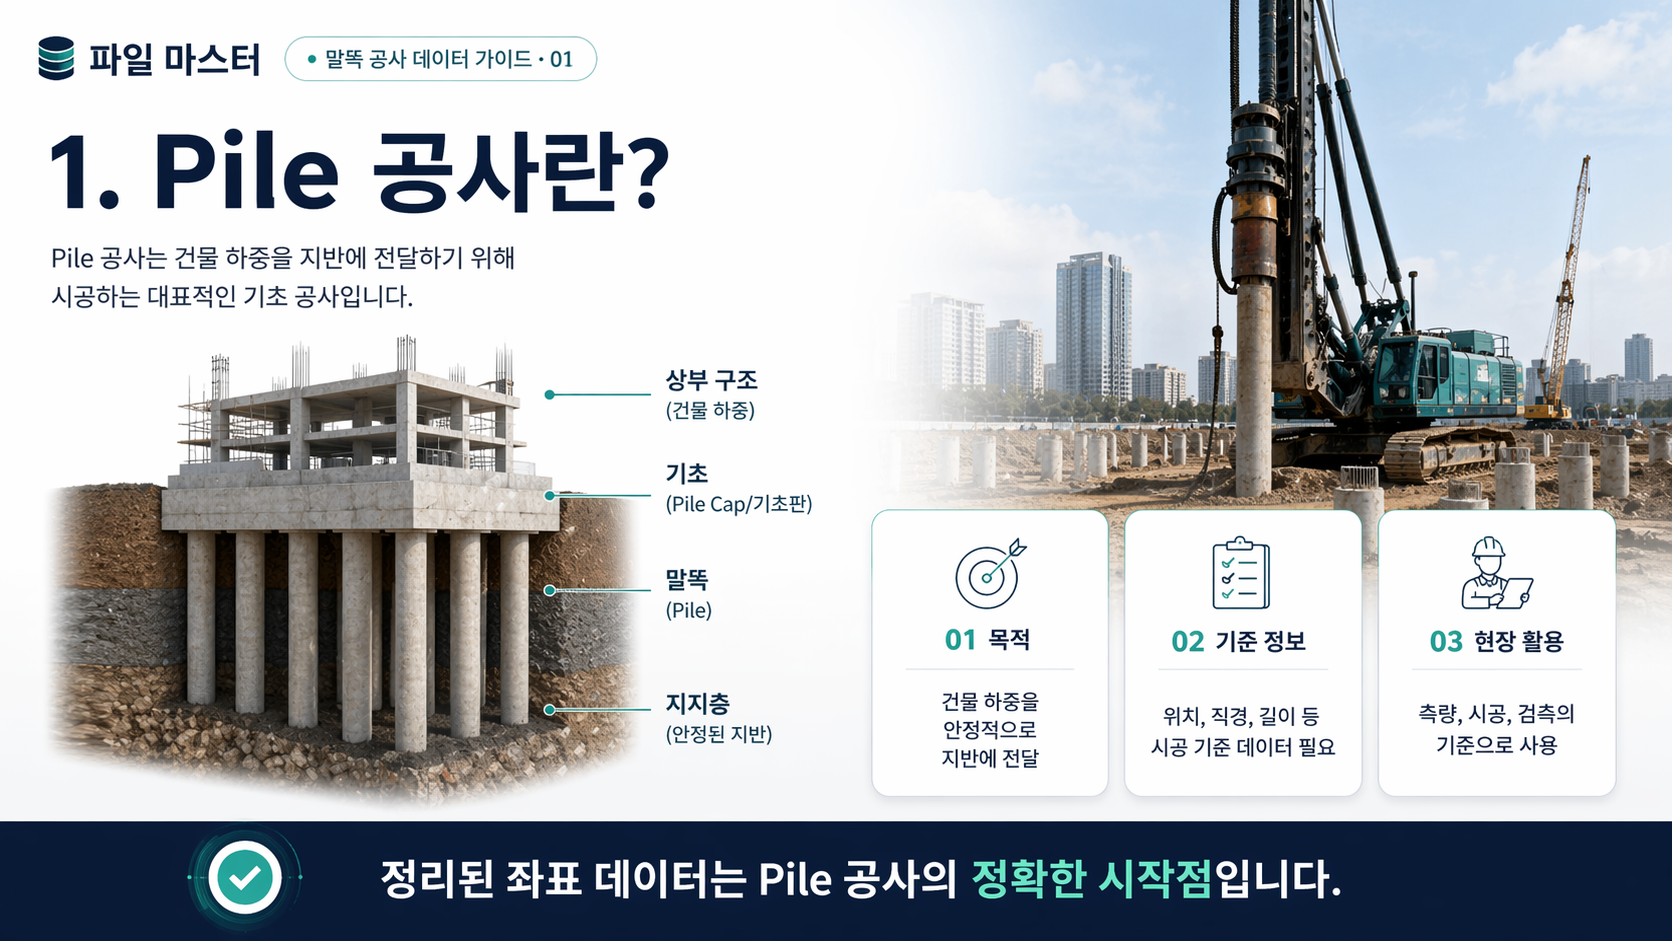 파일 마스터
• 말뚝 공사 데이터 가이드 • 01
1. Pile 공사란?
Pile 공사는 건물 하중을 지반에 전달하기 위해
시공하는 대표적인 기초 공사입니다.
상부 구조
(건물 하중)
기초
(Pile Cap/기초판)
말뚝
(Pile)
지지층
(안정된 지반)
01 목적
건물 하중을
안정적으로
지반에 전달
02 기준 정보
위치, 직경, 길이 등
시공 기준 데이터 필요
03 현장 활용
측량, 시공, 검측의
기준으로 사용
정리된 좌표 데이터는 Pile 공사의 정확한 시작점입니다.